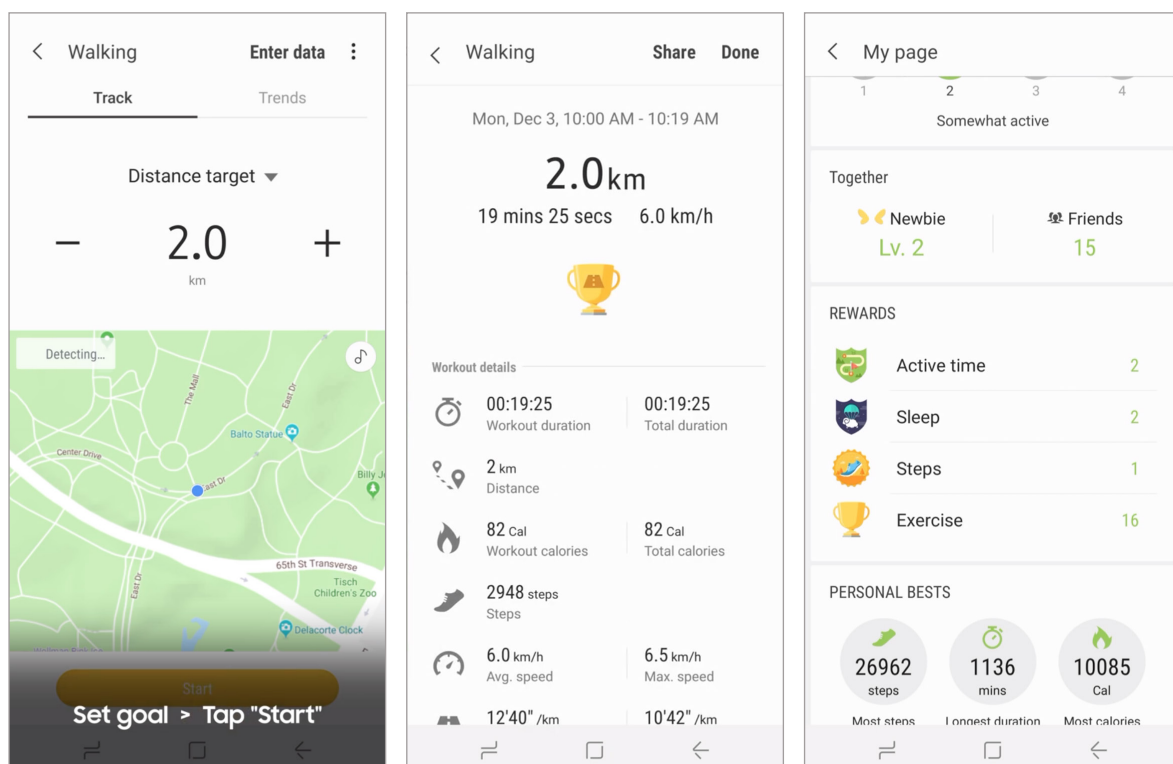 Walking
Enter data
Track
Trends
Distance target
2.0
km
Detecting...
The Mall
East Dr
Balto Statue
Center Drive
East Dr
Billy Je
65th St Transverse
East Dr
Tisch
Children's Zoo
Delacorte Clock
Start
Set goal > Tap "Start"
Walking
Share
Done
Mon, Dec 3, 10:00 AM - 10:19 AM
2.0 km
19 mins 25 secs 6.0 km/h
Workout details
00:19:25
Workout duration
00:19:25
Total duration
2 km
Distance
82 Cal
Workout calories
82 Cal
Total calories
2948 steps
Steps
6.0 km/h
Avg. speed
6.5 km/h
Max. speed
12'40" /km
10'42" /km
My page
1
2
3
4
Somewhat active
Together
Newbie
Lv. 2
Friends
15
REWARDS
Active time 2
Sleep 2
Steps 1
Exercise 16
PERSONAL BESTS
26962
steps
Most steps
1136
mins
Longest duration
10085
Cal
Most calories